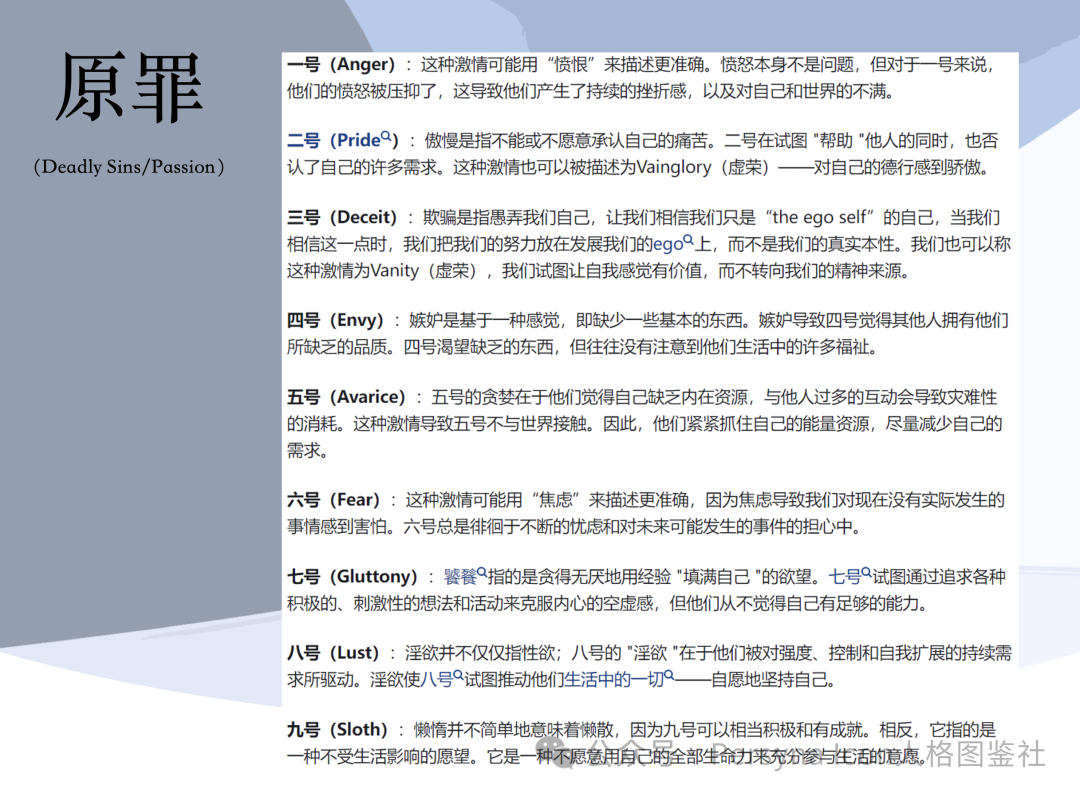 原罪
（Deadly Sins/Passion）
一号（Anger）：这种激情可能用“愤恨”来描述更准确。愤怒本身不是问题，但对于一号来说，
他们的愤怒被压抑了，这导致他们产生了持续的挫折感，以及对自己和世界的不满。
二号（Pride）：傲慢是指不能或不愿意承认自己的痛苦。二号在试图 "帮助 "他人的同时，也否
认了自己的许多需求。这种激情也可以被描述为Vainglory（虚荣）——对自己的德行感到骄傲。
三号（Deceit）：欺骗是指愚弄我们自己，让我们相信我们只是“the ego self”的自己，当我们
相信这一点时，我们把我们的努力放在发展我们的ego上，而不是我们的真实本性。我们也可以称
这种激情为Vanity（虚荣），我们试图让自我感觉有价值，而不转向我们的精神来源。
四号（Envy）：嫉妒是基于一种感觉，即缺少一些基本的东西。嫉妒导致四号觉得其他人拥有他们
所缺乏的品质。四号渴望缺乏的东西，但往往没有注意到他们生活中的许多福祉。
五号（Avarice）：五号的贪婪在于他们觉得自己缺乏内在资源，与他人过多的互动会导致灾难性
的消耗。这种激情导致五号不与世界接触。因此，他们紧紧抓住自己的能量资源，尽量减少自己的
需求。
六号（Fear）：这种激情可能用“焦虑”来描述更准确，因为焦虑导致我们对现在没有实际发生的
事情感到害怕。六号总是徘徊于不断的忧虑和对未来可能发生的事件的担心中。
七号（Gluttony）：饕餮指的是贪得无厌地用经验 "填满自己 "的欲望。七号试图通过追求各种
积极的、刺激性的想法和活动来克服内心的空虚感，但他们从不觉得自己有足够的能力。
八号（Lust）：淫欲并不仅仅指性欲；八号的 "淫欲 "在于他们被对强度、控制和自我扩展的持续需
求所驱动。淫欲使八号试图推动他们生活中的一切——自愿地坚持自己。
九号（Sloth）：懒惰并不简单地意味着懒散，因为九号可以相当积极和有成就。相反，它指的是
一种不受生活影响的愿望。它是一种不愿意用自己的全部生命力来充分参与生活的意愿。
公众号 人格图鉴社